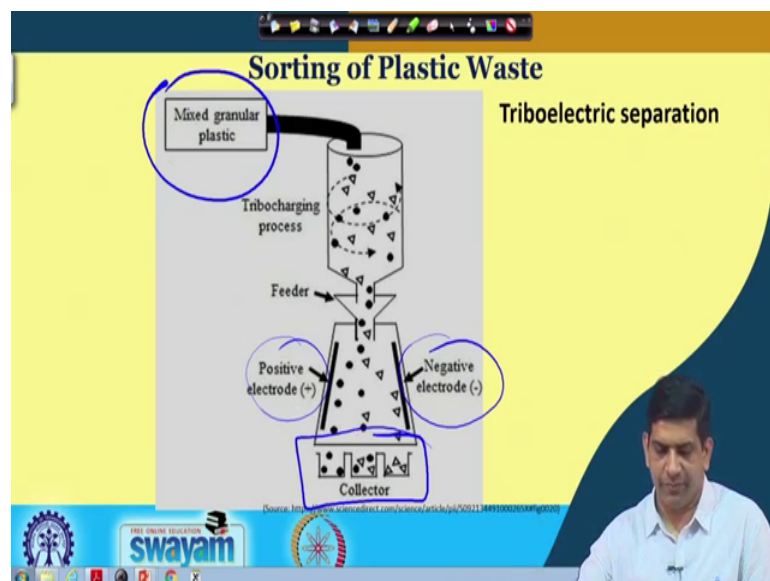 Sorting of Plastic Waste
Triboelectric separation
Mixed granular
plastic
Tribocharging
process
Feeder
Positive
electrode (+)
Negative
electrode (-)
Collector
FREE ONLINE EDUCATION
swayam